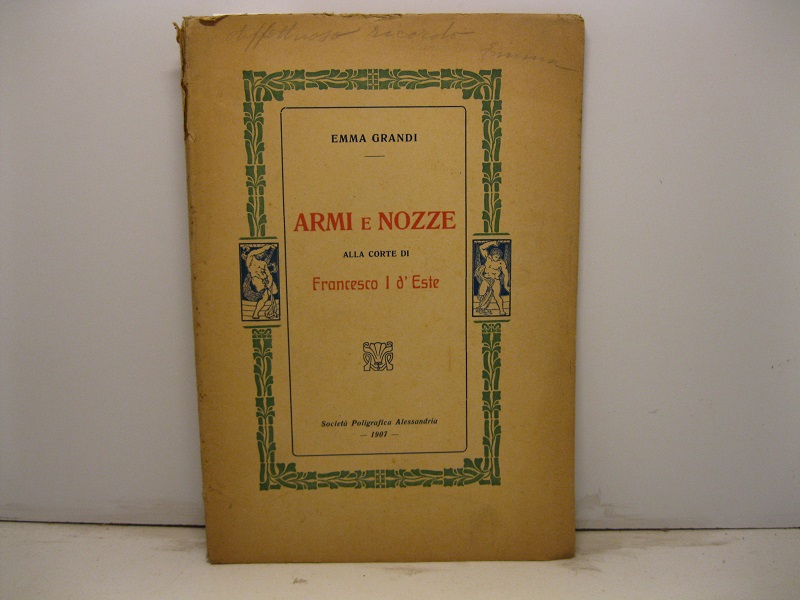 Affettuoso ricordo
Emma
EMMA GRANDI
ARMI E NOZZE
ALLA CORTE DI
Francesco I d' Este
Società Poligrafica Alessandria
— 1907 —